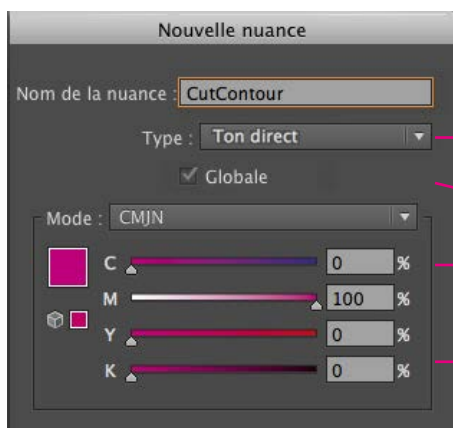 Nouvelle nuance
Nom de la nuance : CutContour
Type : Ton direct
Globale
Mode : CMJN
C 0 %
M 100 %
Y 0 %
K 0 %